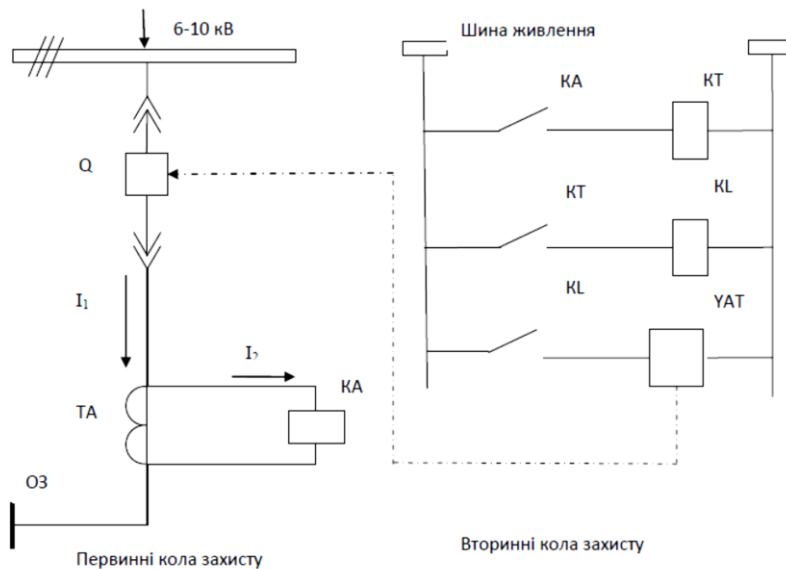 6-10 кВ
Шина живлення
КА
КТ
Q
КТ
KL
KL
YAT
I₁
I₂
КА
ТА
ОЗ
Первинні кола захисту
Вторинні кола захисту